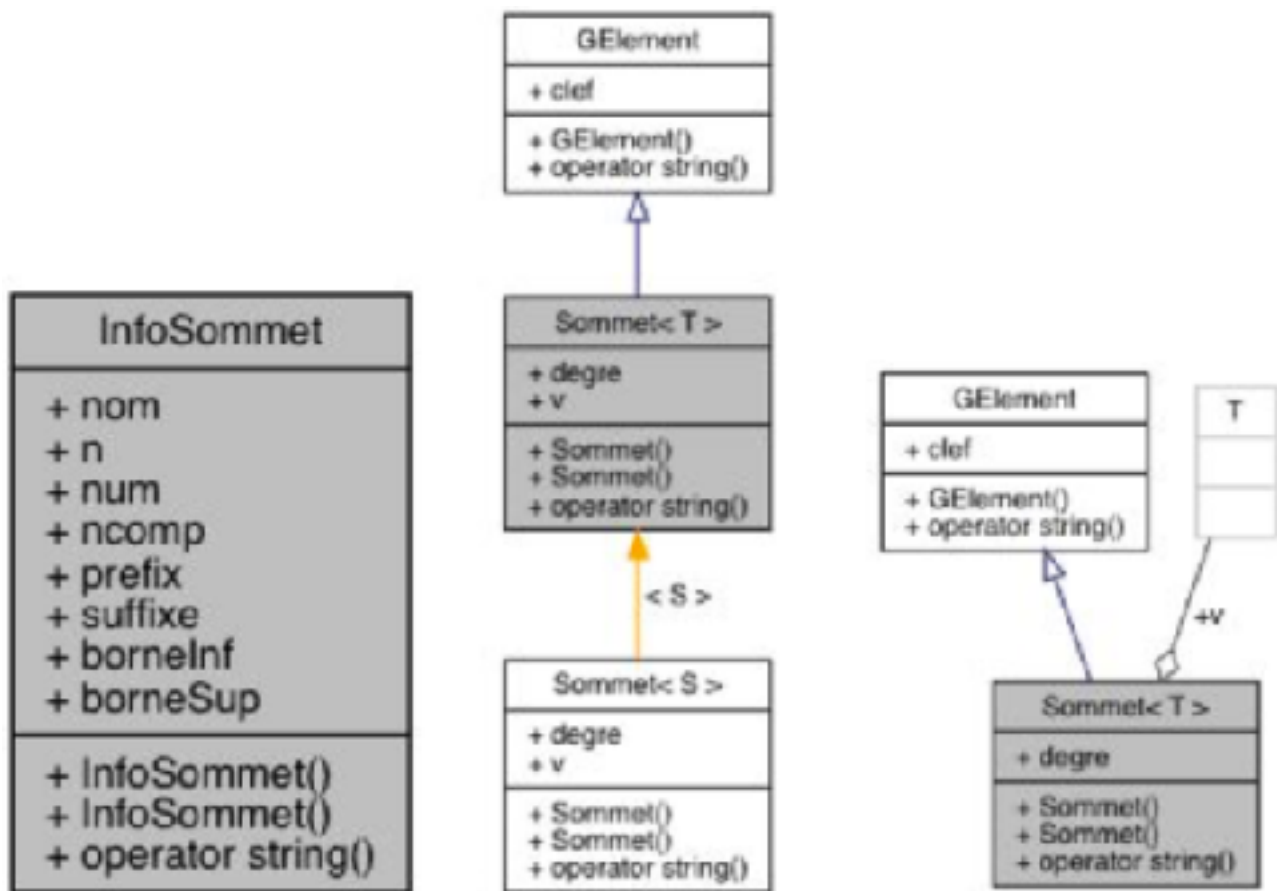 InfoSommet
+ nom
+ n
+ num
+ ncomp
+ prefix
+ suffixe
+ borneInf
+ borneSup
+ InfoSommet()
+ InfoSommet()
+ operator string()
GElement
+ clef
+ GElement()
+ operator string()
Sommet< T >
+ degre
+ v
+ Sommet()
+ Sommet()
+ operator string()
< S >
Sommet< S >
+ degre
+ v
+ Sommet()
+ Sommet()
+ operator string()
GElement
+ clef
+ GElement()
+ operator string()
T
+v
Sommet< T >
+ degre
+ Sommet()
+ Sommet()
+ operator string()